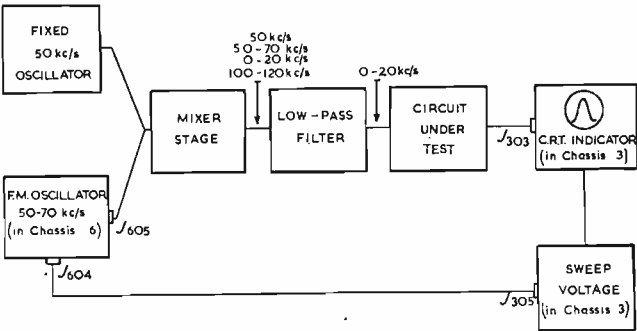 FIXED
50 kc/s
OSCILLATOR
50 kc/s
50-70 kc/s
0-20 kc/s
100-120 kc/s
0-20 kc/s
MIXER
STAGE
LOW-PASS
FILTER
CIRCUIT
UNDER
TEST
J303
C.R.T. INDICATOR
(in Chassis 3)
F.M. OSCILLATOR
50-70 kc/s
(in Chassis 6)
J605
J604
J305
SWEEP
VOLTAGE
(in Chassis 3)